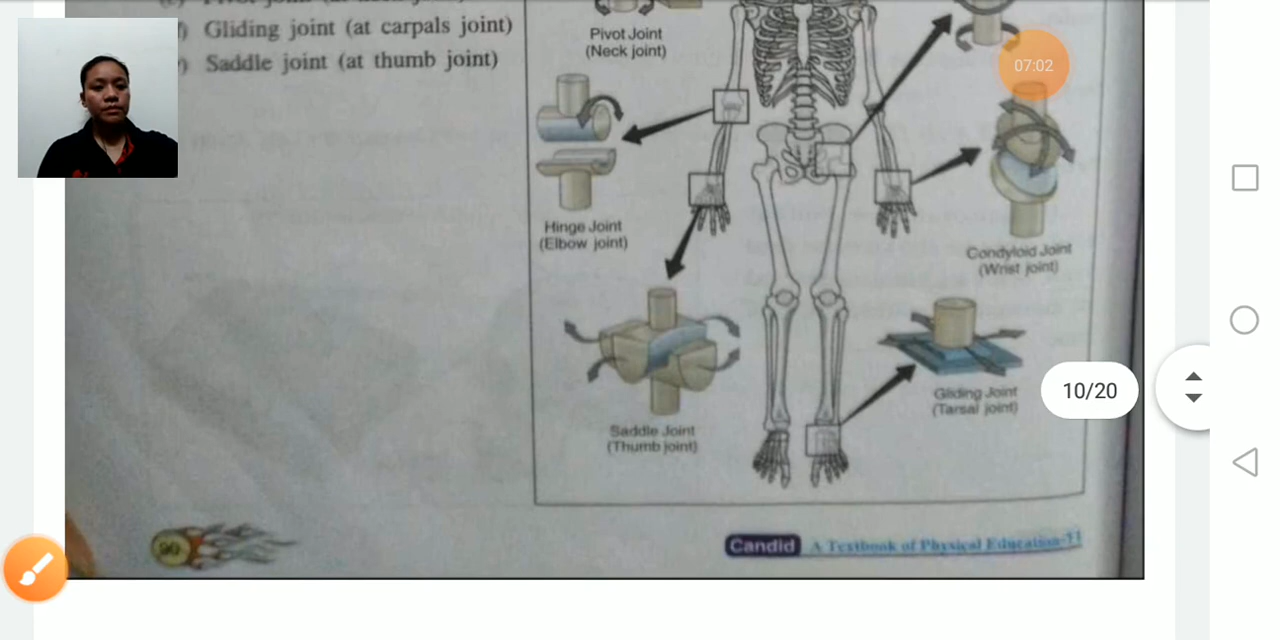 Gliding joint (at carpals joint)
Saddle joint (at thumb joint)
Pivot Joint
(Neck joint)
07:02
Hinge Joint
(Elbow joint)
Condyloid Joint
(Wrist joint)
Saddle Joint
(Thumb joint)
Gliding Joint
(Tarsal joint)
10/20
90
Candid A Textbook of Physical Education-11